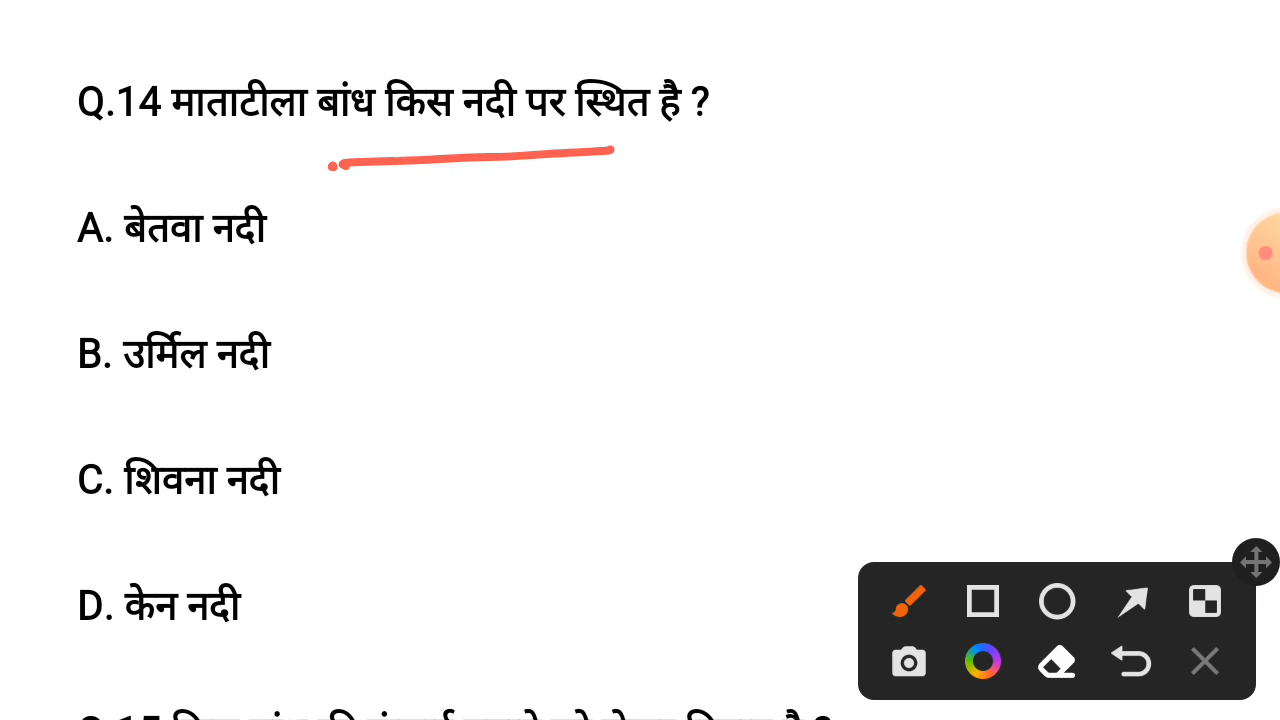 Q.14 माताटीला बांध किस नदी पर स्थित है ?
A. बेतवा नदी
B. उर्मिल नदी
C. शिवना नदी
D. केन नदी